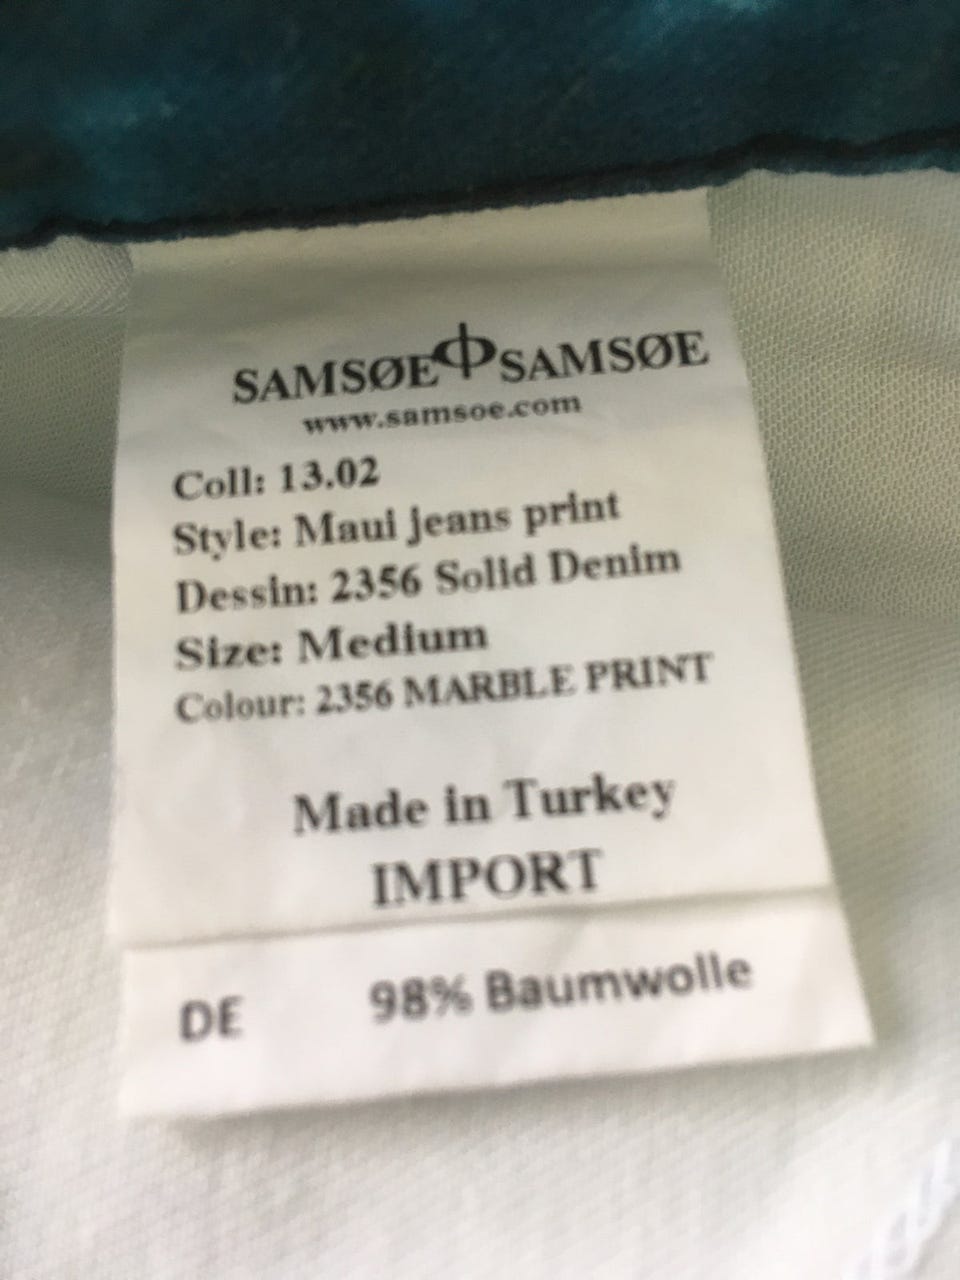 SAMSØE SAMSØE
www.samsoe.com
Coll: 13.02
Style: Maui jeans print
Dessin: 2356 Solid Denim
Size: Medium
Colour: 2356 MARBLE PRINT
Made in Turkey
IMPORT
DE 98% Baumwolle